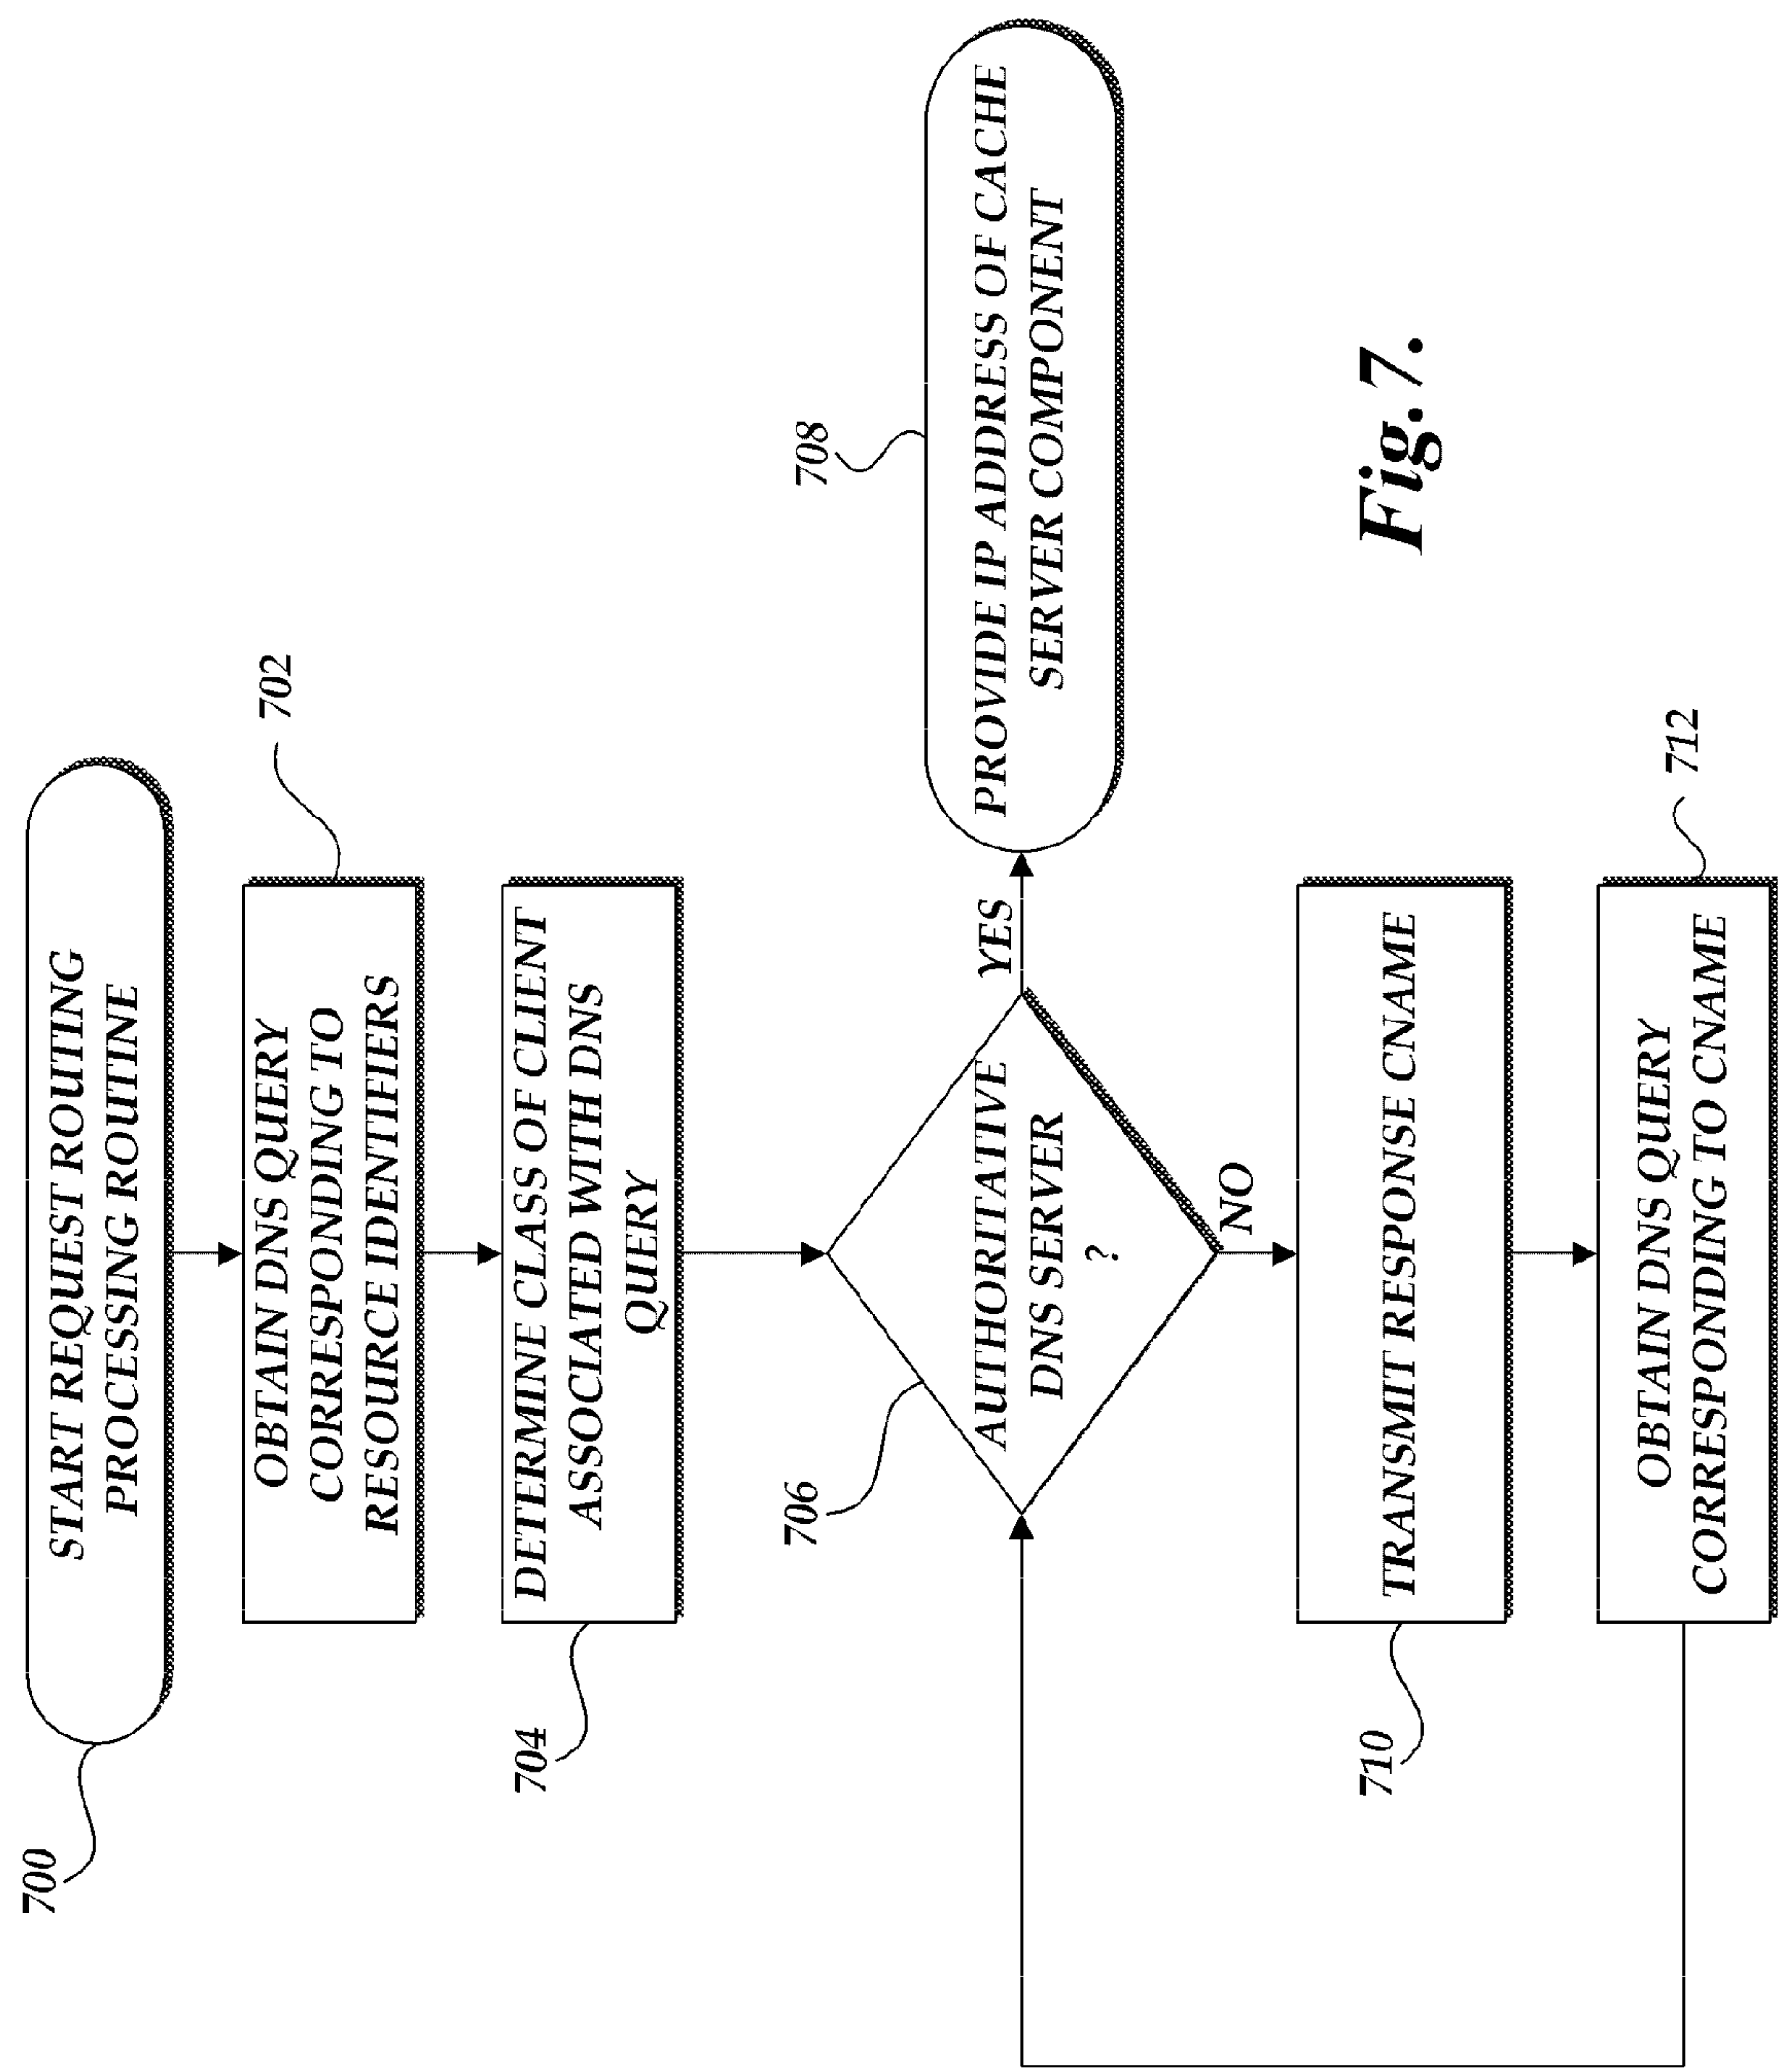 700
START REQUEST ROUTING
PROCESSING ROUTINE
702
OBTAIN DNS QUERY
CORRESPONDING TO
RESOURCE IDENTIFIERS
704
DETERMINE CLASS OF CLIENT
ASSOCIATED WITH DNS
QUERY
706
AUTHORITATIVE
DNS SERVER
?
YES
708
PROVIDE IP ADDRESS OF CACHE
SERVER COMPONENT
NO
710
TRANSMIT RESPONSE CNAME
712
OBTAIN DNS QUERY
CORRESPONDING TO CNAME
Fig.7.